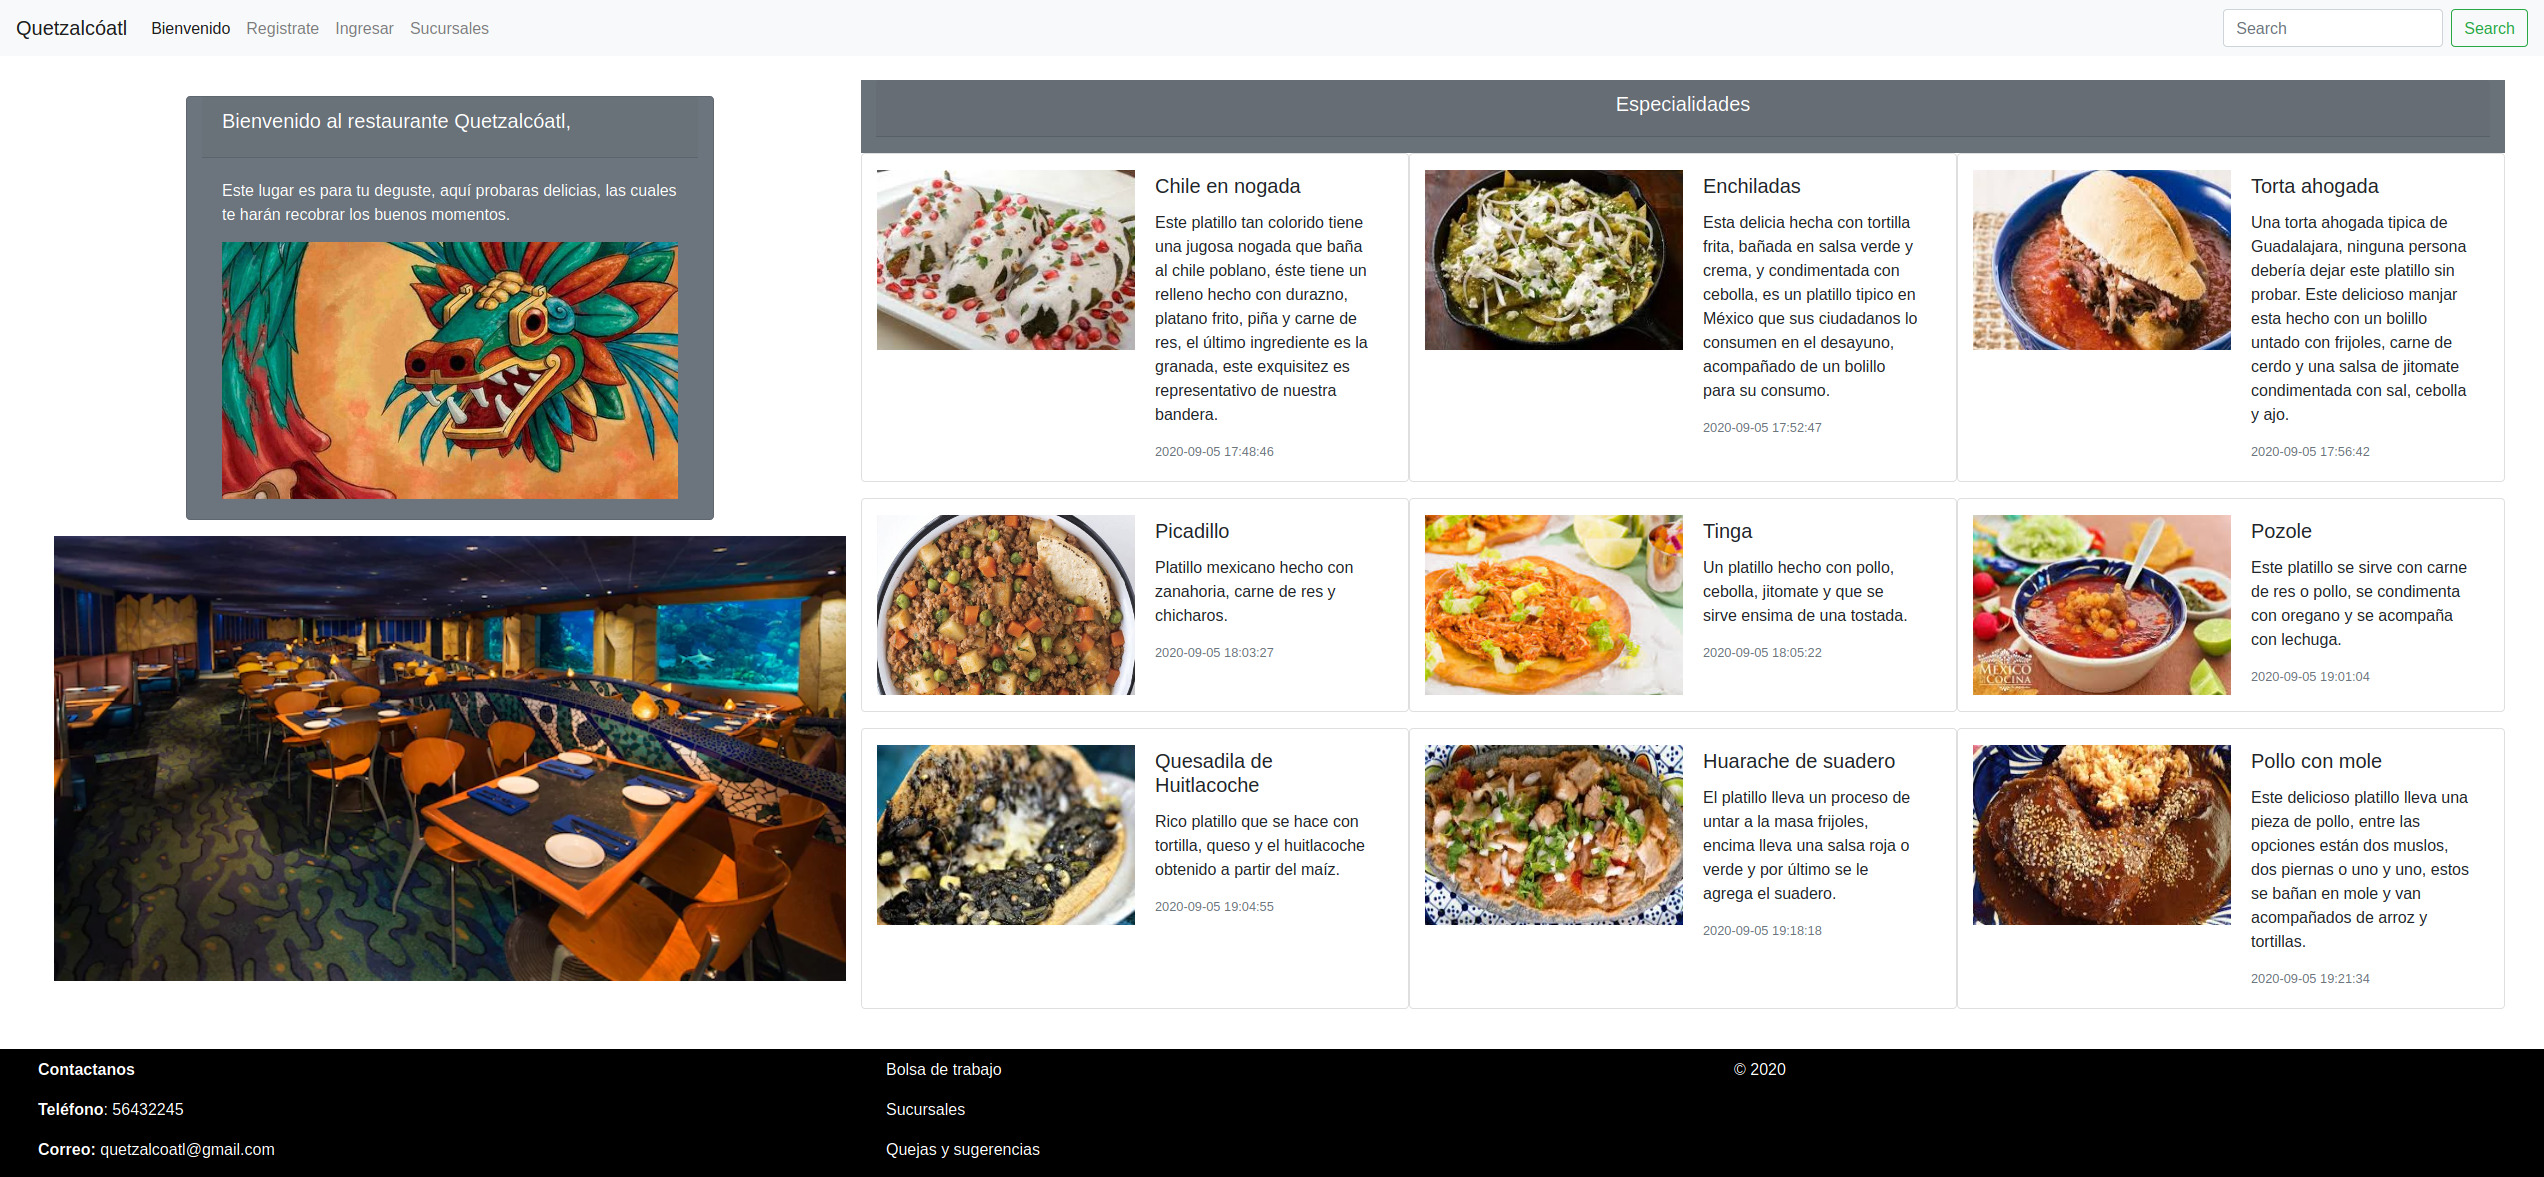 Quetzalcóatl Bienvenido Registrate Ingresar Sucursales Search Search
Bienvenido al restaurante Quetzalcóatl,
Este lugar es para tu deguste, aquí probaras delicias, las cuales
te harán recobrar los buenos momentos.
Especialidades
Chile en nogada
Este platillo tan colorido tiene
una jugosa nogada que baña
al chile poblano, éste tiene un
relleno hecho con durazno,
platano frito, piña y carne de
res, el último ingrediente es la
granada, este exquisitez es
representativo de nuestra
bandera.
2020-09-05 17:48:46
Enchiladas
Esta delicia hecha con tortilla
frita, bañada en salsa verde y
crema, y condimentada con
cebolla, es un platillo tipico en
México que sus ciudadanos lo
consumen en el desayuno,
acompañado de un bolillo
para su consumo.
2020-09-05 17:52:47
Torta ahogada
Una torta ahogada tipica de
Guadalajara, ninguna persona
debería dejar este platillo sin
probar. Este delicioso manjar
esta hecho con un bolillo
untado con frijoles, carne de
cerdo y una salsa de jitomate
condimentada con sal, cebolla
y ajo.
2020-09-05 17:56:42
Picadillo
Platillo mexicano hecho con
zanahoria, carne de res y
chicharos.
2020-09-05 18:03:27
Tinga
Un platillo hecho con pollo,
cebolla, jitomate y que se
sirve ensima de una tostada.
2020-09-05 18:05:22
MEXICO
COCINA
Pozole
Este platillo se sirve con carne
de res o pollo, se condimenta
con oregano y se acompaña
con lechuga.
2020-09-05 19:01:04
Quesadila de
Huitlacoche
Rico platillo que se hace con
tortilla, queso y el huitlacoche
obtenido a partir del maíz.
2020-09-05 19:04:55
Huarache de suadero
El platillo lleva un proceso de
untar a la masa frijoles,
encima lleva una salsa roja o
verde y por último se le
agrega el suadero.
2020-09-05 19:18:18
Pollo con mole
Este delicioso platillo lleva una
pieza de pollo, entre las
opciones están dos muslos,
dos piernas o uno y uno, estos
se bañan en mole y van
acompañados de arroz y
tortillas.
2020-09-05 19:21:34
Contactanos
Teléfono: 56432245
Correo: quetzalcoatl@gmail.com
Bolsa de trabajo
Sucursales
Quejas y sugerencias
© 2020